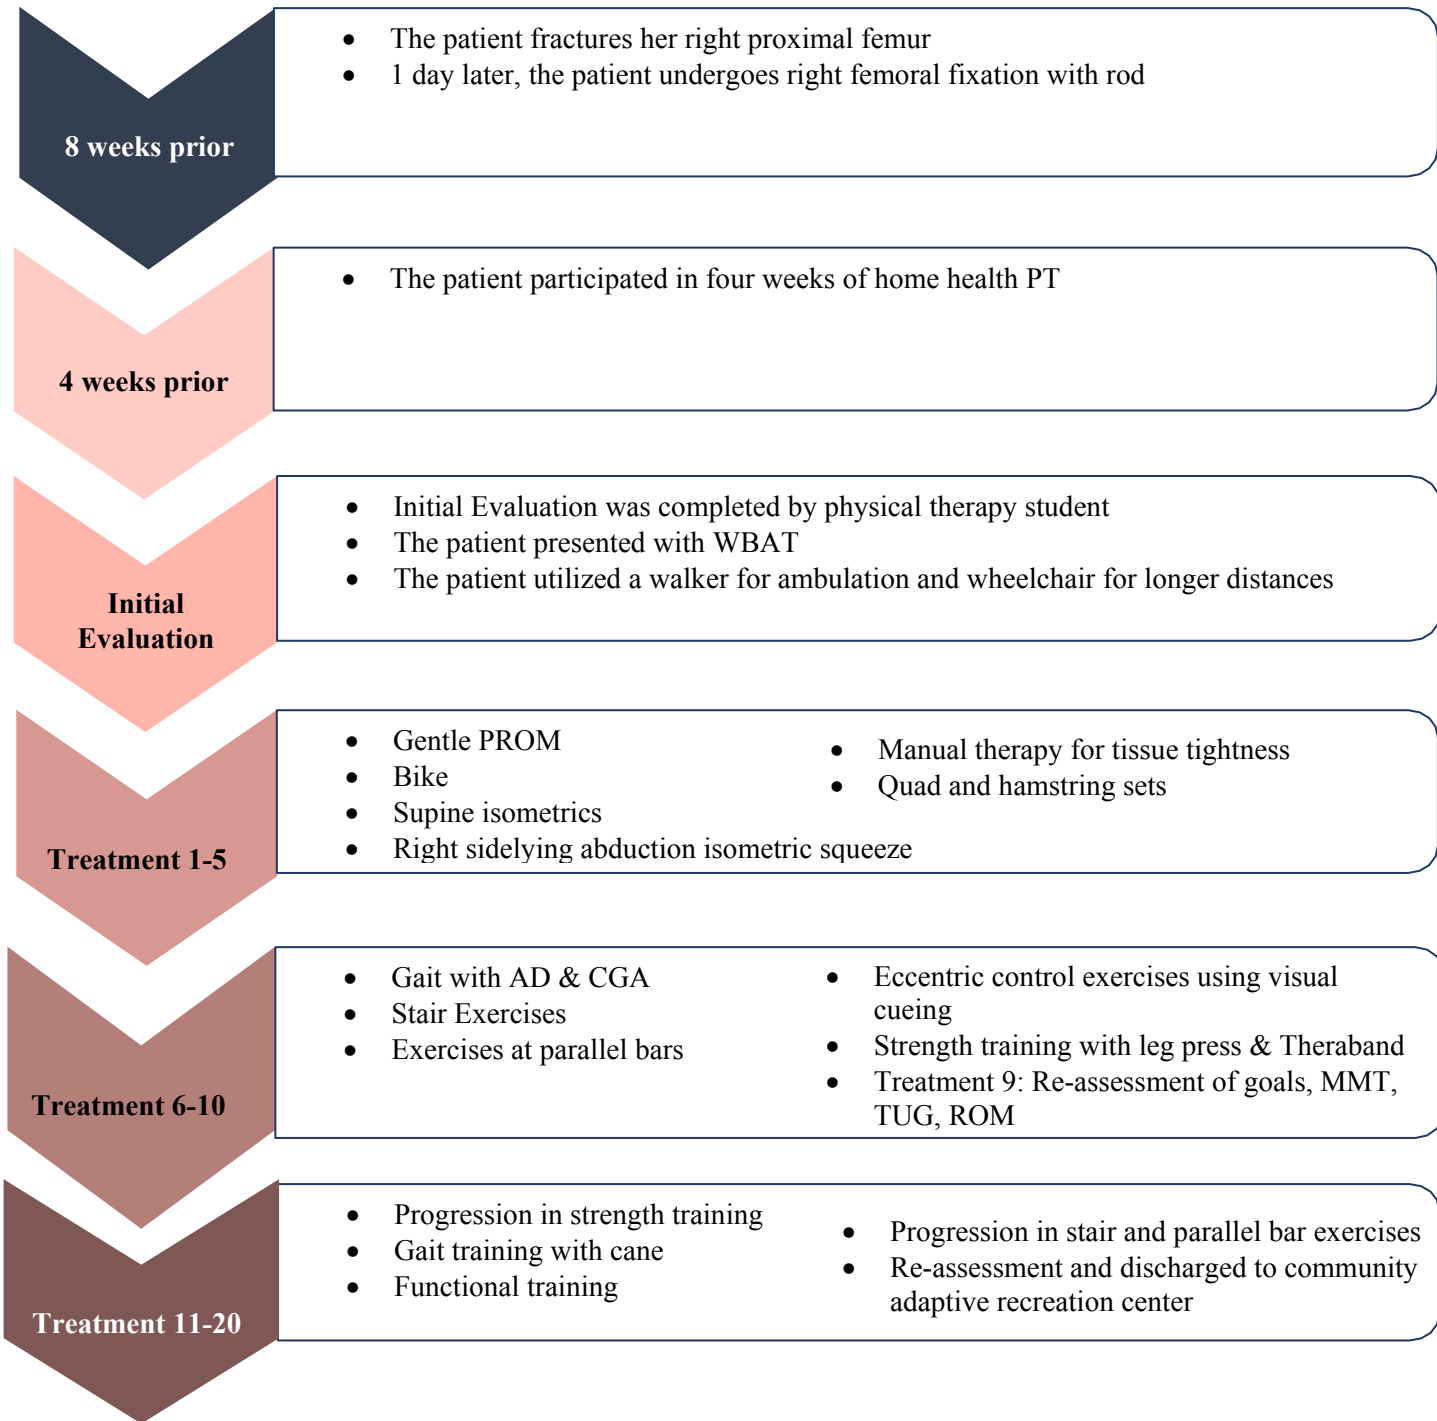 8 weeks prior
• The patient fractures her right proximal femur
• 1 day later, the patient undergoes right femoral fixation with rod
4 weeks prior
• The patient participated in four weeks of home health PT
Initial
Evaluation
• Initial Evaluation was completed by physical therapy student
• The patient presented with WBAT
• The patient utilized a walker for ambulation and wheelchair for longer distances
Treatment 1-5
• Gentle PROM
• Bike
• Supine isometrics
• Right sidelying abduction isometric squeeze
• Manual therapy for tissue tightness
• Quad and hamstring sets
Treatment 6-10
• Gait with AD & CGA
• Stair Exercises
• Exercises at parallel bars
• Eccentric control exercises using visual
cueing
• Strength training with leg press & Theraband
• Treatment 9: Re-assessment of goals, MMT,
TUG, ROM
Treatment 11-20
• Progression in strength training
• Gait training with cane
• Functional training
• Progression in stair and parallel bar exercises
• Re-assessment and discharged to community
adaptive recreation center